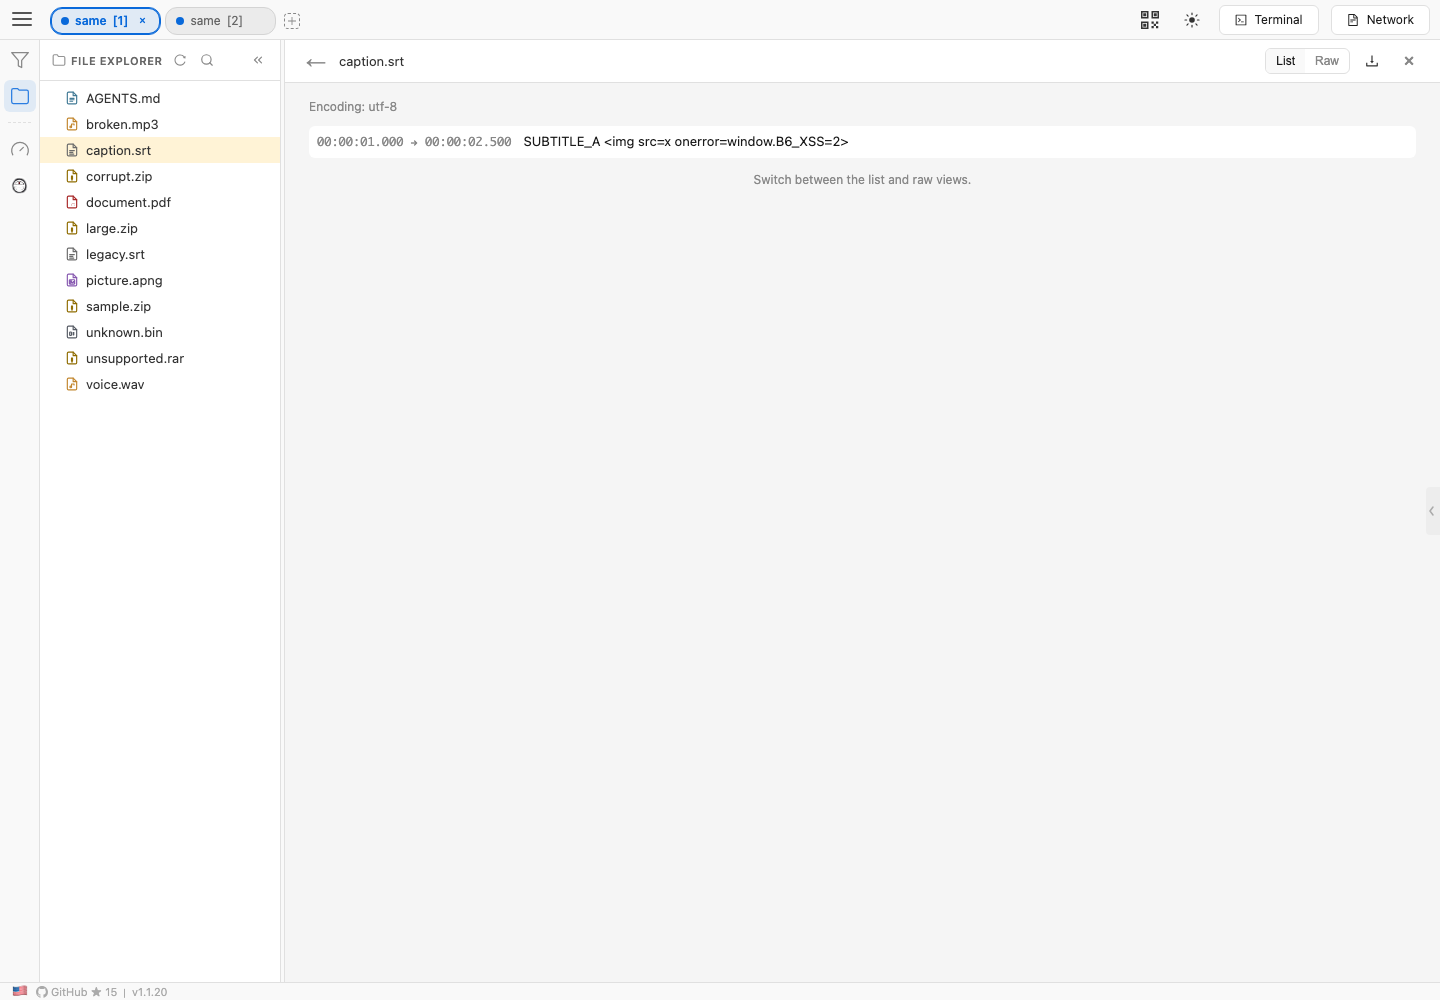 same [1] ×
same [2]
Terminal
Network
FILE EXPLORER
caption.srt
List
Raw
AGENTS.md
broken.mp3
caption.srt
corrupt.zip
document.pdf
large.zip
legacy.srt
picture.apng
sample.zip
unknown.bin
unsupported.rar
voice.wav
Encoding: utf-8
00:00:01.000 → 00:00:02.500 SUBTITLE_A <img src=x onerror=window.B6_XSS=2>
Switch between the list and raw views.
GitHub ★ 15 | v1.1.20